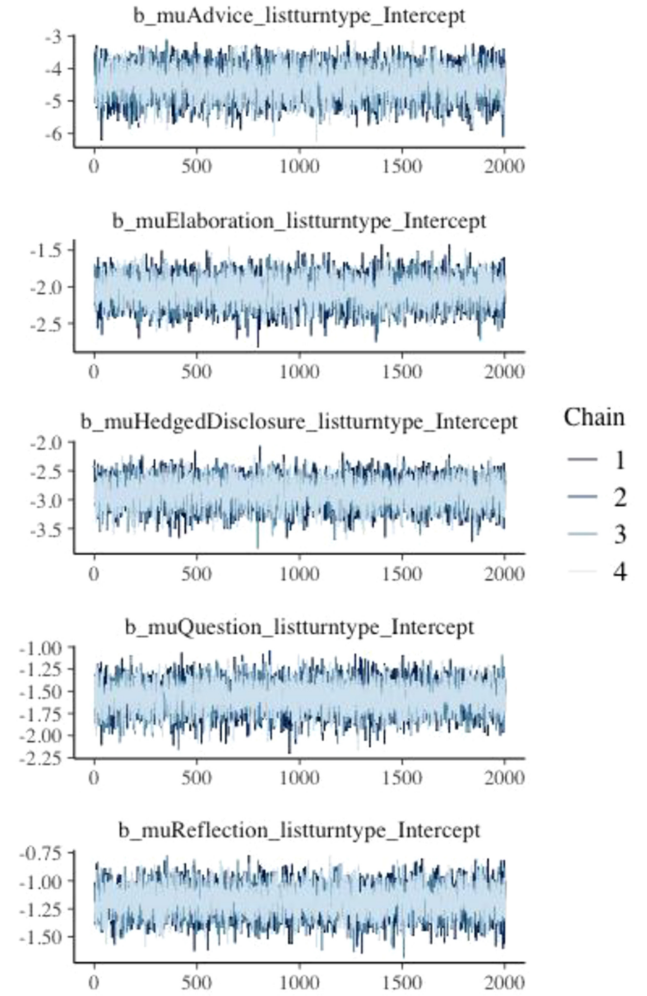 b_muAdvice_listturntype_Intercept
-3
-4
-5
-6
0 500 1000 1500 2000
b_muElaboration_listturntype_Intercept
-1.5
-2.0
-2.5
0 500 1000 1500 2000
b_muHedgedDisclosure_listturntype_Intercept
-2.0
-2.5
-3.0
-3.5
0 500 1000 1500 2000
Chain
1
2
3
4
b_muQuestion_listturntype_Intercept
-1.00
-1.25
-1.50
-1.75
-2.00
-2.25
0 500 1000 1500 2000
b_muReflection_listturntype_Intercept
-0.75
-1.00
-1.25
-1.50
0 500 1000 1500 2000